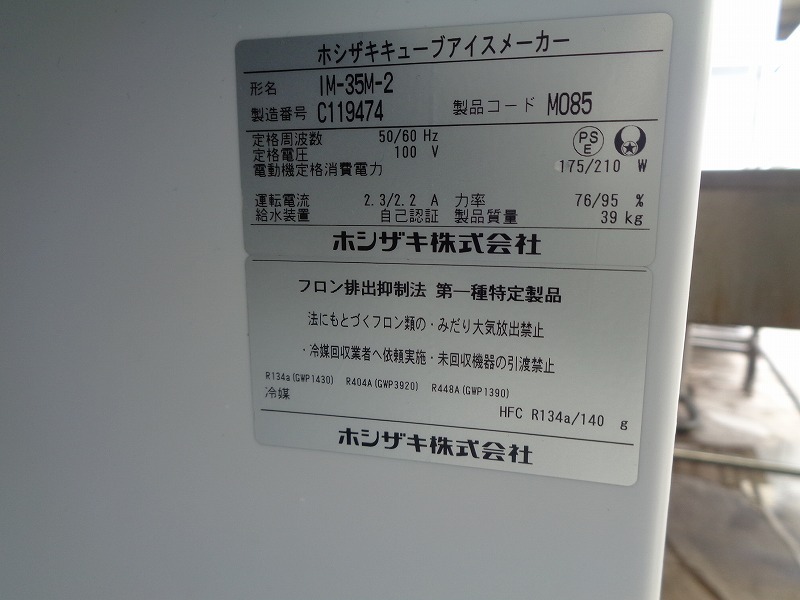 ホシザキキューブアイスメーカー
形名 IM-35M-2
製造番号 C119474 製品コード M085
定格周波数 50/60 Hz
定格電圧 100 V
電動機定格消費電力 175/210 W
PS
E
運転電流 2.3/2.2 A 力率 76/95 %
給水装置 自己認証 製品質量 39 kg
ホシザキ株式会社
フロン排出抑制法 第一種特定製品
法にもとづくフロン類の・みだり大気放出禁止
・冷媒回収業者へ依頼実施・未回収機器の引渡禁止
R134a(GWP1430) R404A(GWP3920) R448A(GWP1390)
冷媒
HFC R134a/140 g
ホシザキ株式会社